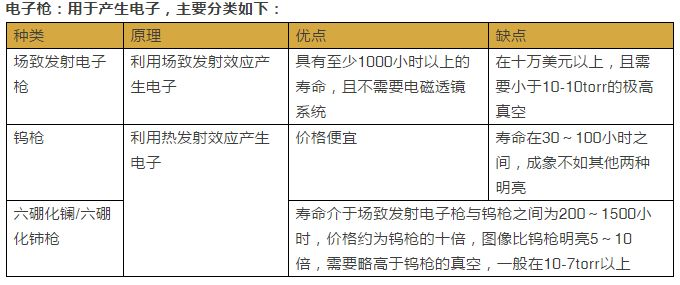 电子枪：用于产生电子，主要分类如下：
种类 原理 优点 缺点
场致发射电子枪 利用场致发射效应产生电子 具有至少1000小时以上的寿命，且不需要电磁透镜系统 在十万美元以上，且需要小于10-10torr的极高真空
钨枪 利用热发射效应产生电子 价格便宜 寿命在30～100小时之间，成象不如其他两种明亮
六硼化镧/六硼化铈枪 寿命介于场致发射电子枪与钨枪之间为200～1500小时，价格约为钨枪的十倍，图像比钨枪明亮5～10倍，需要略高于钨枪的真空，一般在10-7torr以上